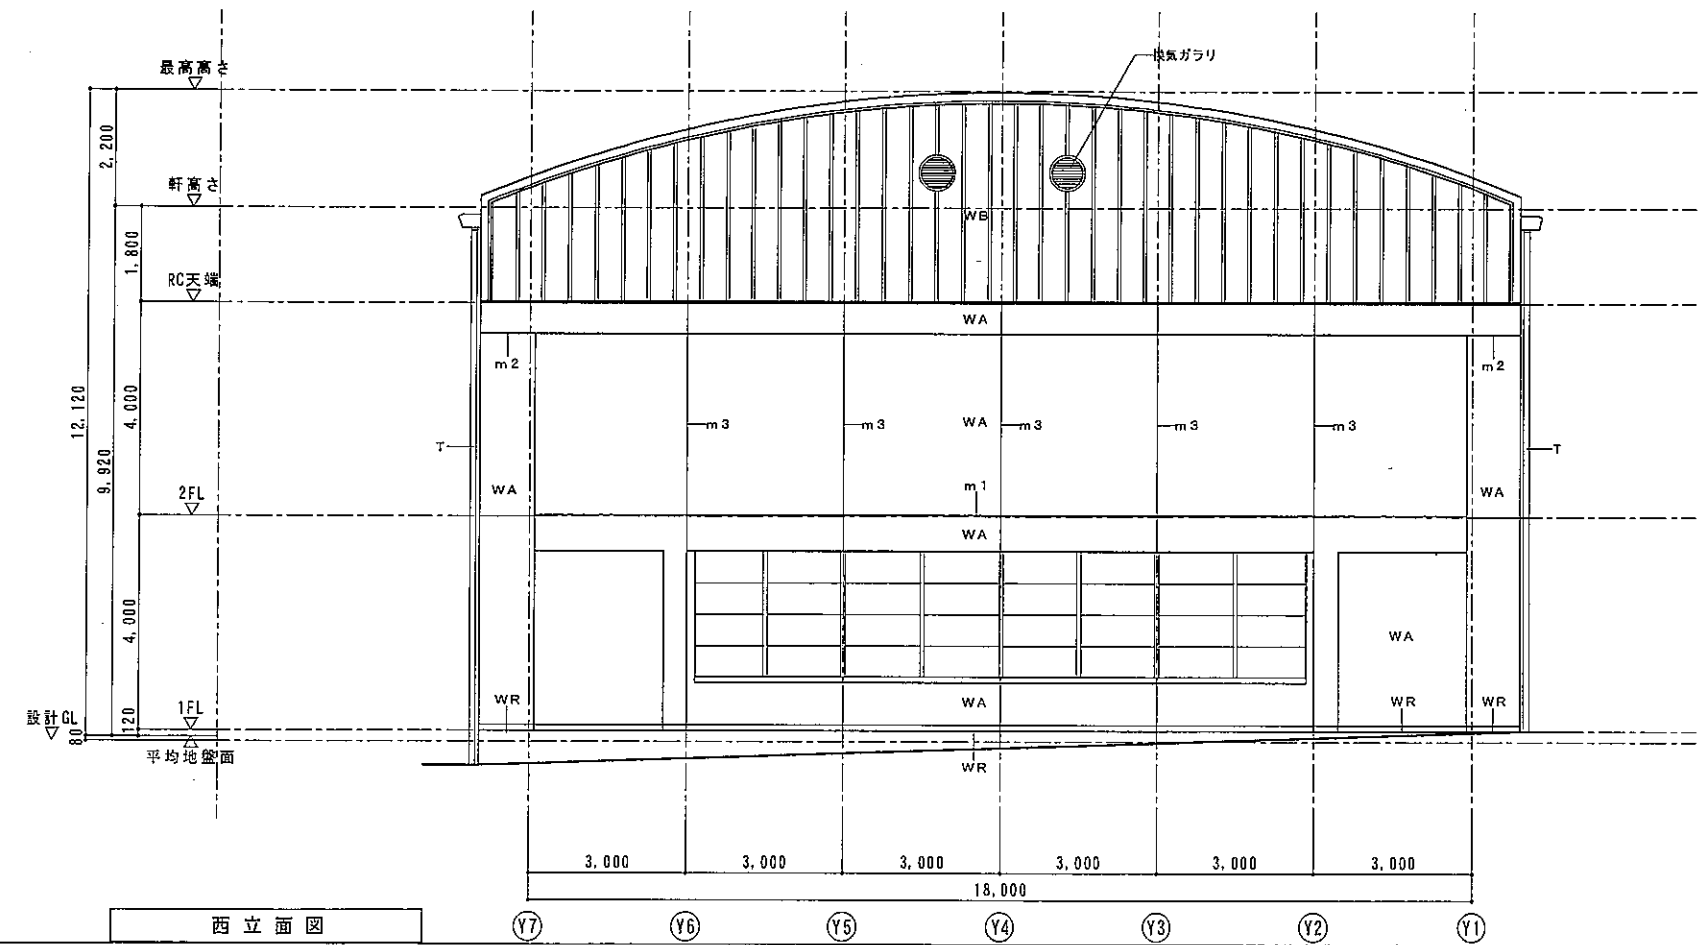 換気ガラリ
最高高さ
2,200
軒高さ
WB
1,800
RC天端
WA
m2
m2
12,120
9,920
4,000
m3
m3
WA
m3
m3
m3
T
T
2FL
WA
m1
WA
WA
4,000
WA
WR
WA
WR
WR
設計GL
1FL
120
80
平均地盤面
WR
3,000
3,000
3,000
3,000
3,000
3,000
18,000
西立面図
Y7
Y6
Y5
Y4
Y3
Y2
Y1